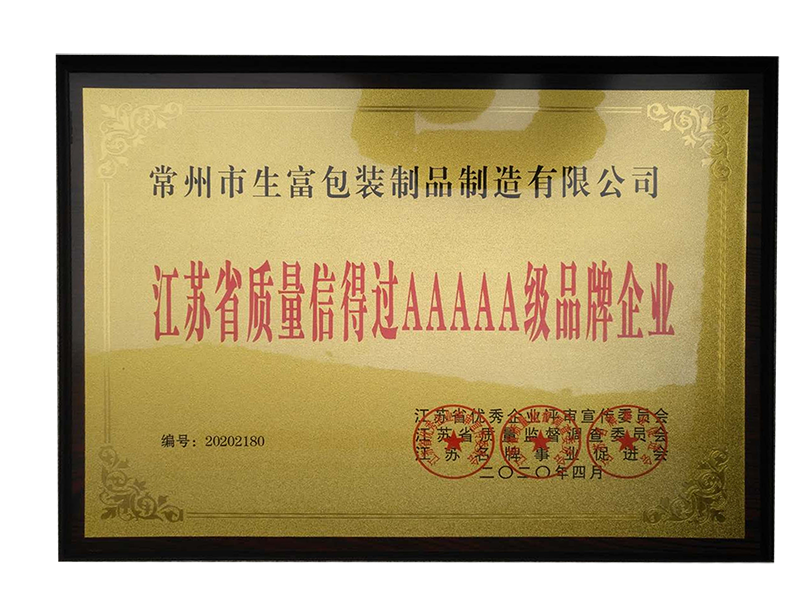 常州市生富包装制品制造有限公司
江苏省质量信得过AAAAA级品牌企业
编号：20202180
江苏省优秀企业评审宣传委员会
江苏省质量监督调查委员会
江苏名牌事业促进会
二〇二〇年四月